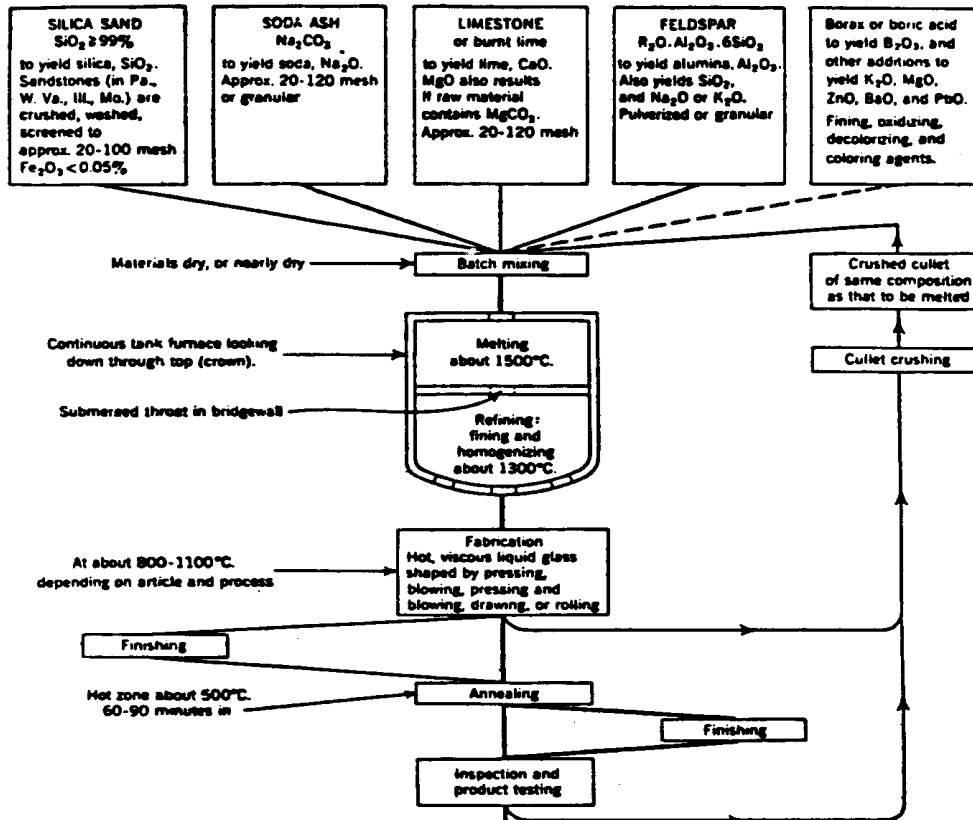 SILICA SAND
SiO₂ ≥ 99%
to yield silica, SiO₂.
Sandstones (in Pa.,
W. Va., Ill., Mo.) are
crushed, washed,
screened to
approx. 20-100 mesh
Fe₂O₃ < 0.05%
SODA ASH
Na₂CO₃
to yield soda, Na₂O.
Approx. 20-120 mesh
or granular
LIMESTONE
or burnt lime
to yield lime, CaO.
MgO also results
If raw material
contains MgCO₃.
Approx. 20-120 mesh
FELDSPAR
R₂O.Al₂O₃.6SiO₂
to yield alumina, Al₂O₃.
Also yields SiO₂,
and Na₂O or K₂O.
Pulverized or granular
Borax or boric acid
to yield B₂O₃, and
other additions to
yield K₂O, MgO,
ZnO, BaO, and PbO.
Fining, oxidizing,
decolorizing, and
coloring agents.
Materials dry, or nearly dry
Batch mixing
Crushed cullet
of same composition
as that to be melted
Continuous tank furnace looking
down through top (crown).
Melting
about 1500°C.
Cullet crushing
Submerged throat in bridgewall
Refining:
fining and
homogenizing
about 1300°C.
At about 800-1100°C.
depending on article and process
Fabrication
Hot, viscous liquid glass
shaped by pressing,
blowing, pressing and
blowing, drawing, or rolling
Finishing
Hot zone about 500°C.
60-90 minutes in
Annealing
Finishing
Inspection and
product testing